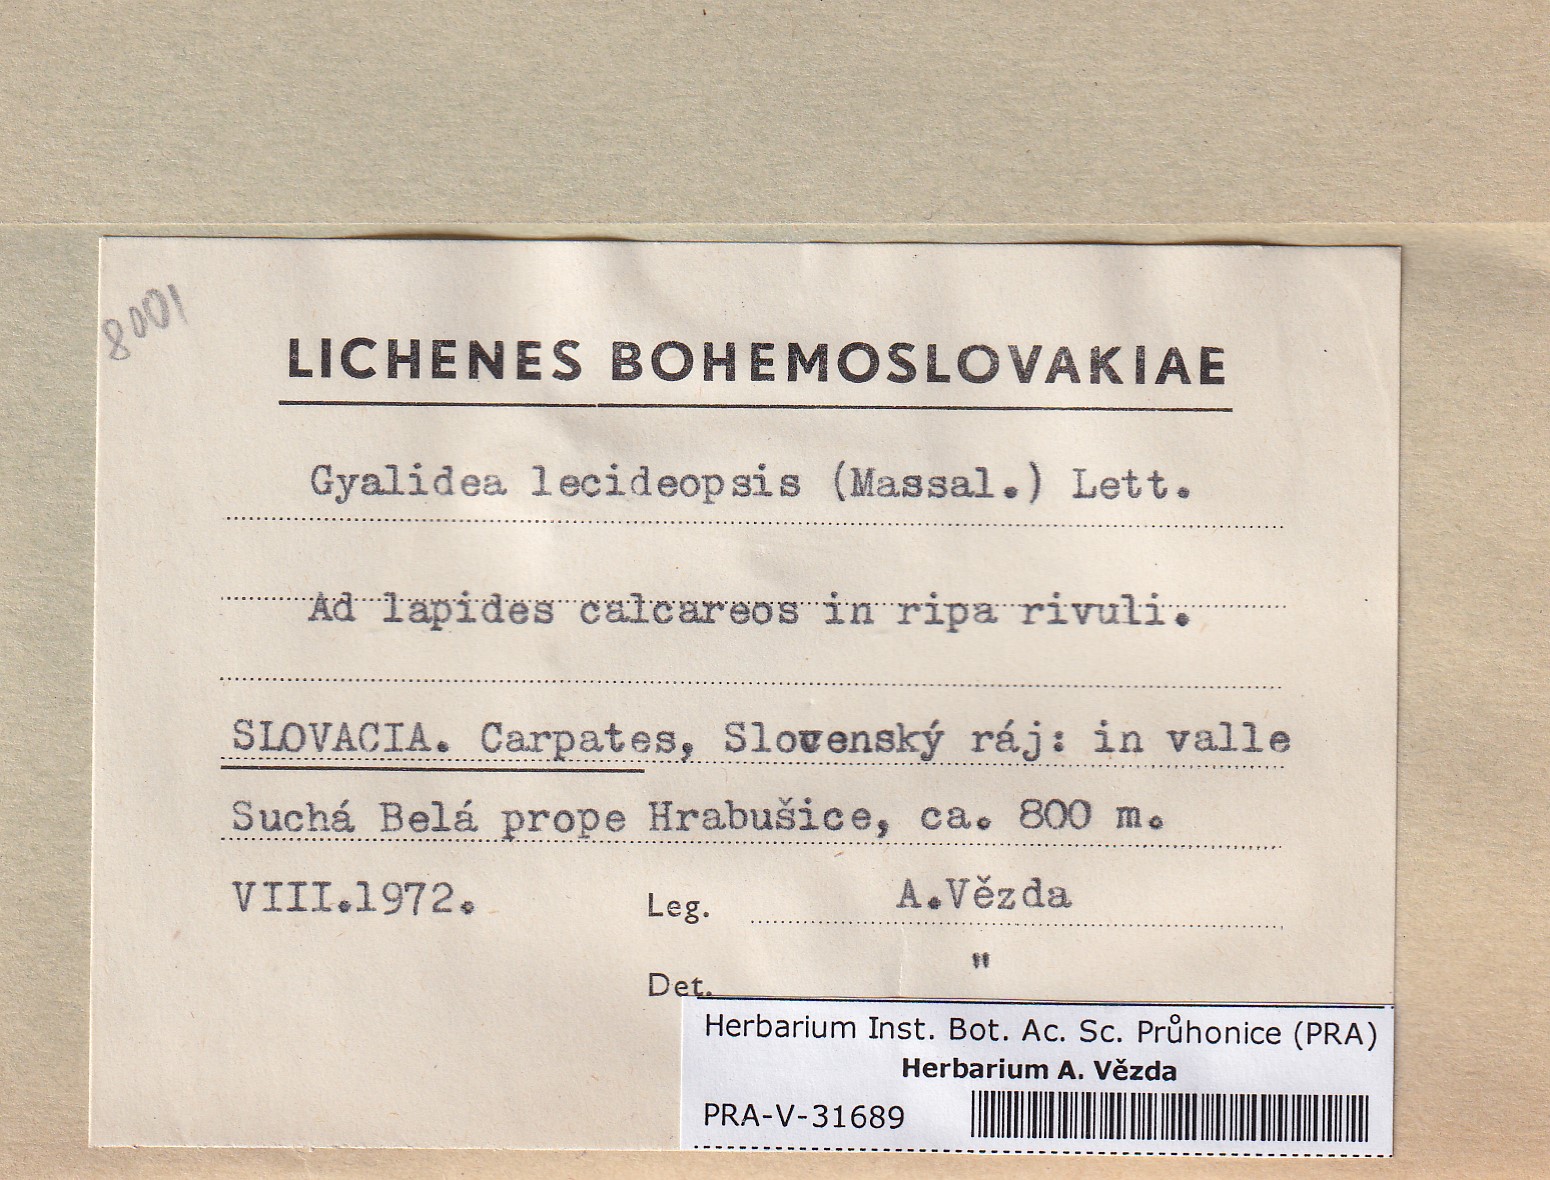 8001
LICHENES BOHEMOSLOVAKIAE
Gyalidea lecideopsis (Massal.) Lett.
Ad lapides calcareos in ripa rivuli.
SLOVACIA. Carpates, Slovenský ráj: in valle
Suchá Belá prope Hrabušice, ca. 800 m.
VIII.1972. Leg. A.Vězda
Det. "
Herbarium Inst. Bot. Ac. Sc. Průhonice (PRA)
Herbarium A. Vězda
PRA-V-31689